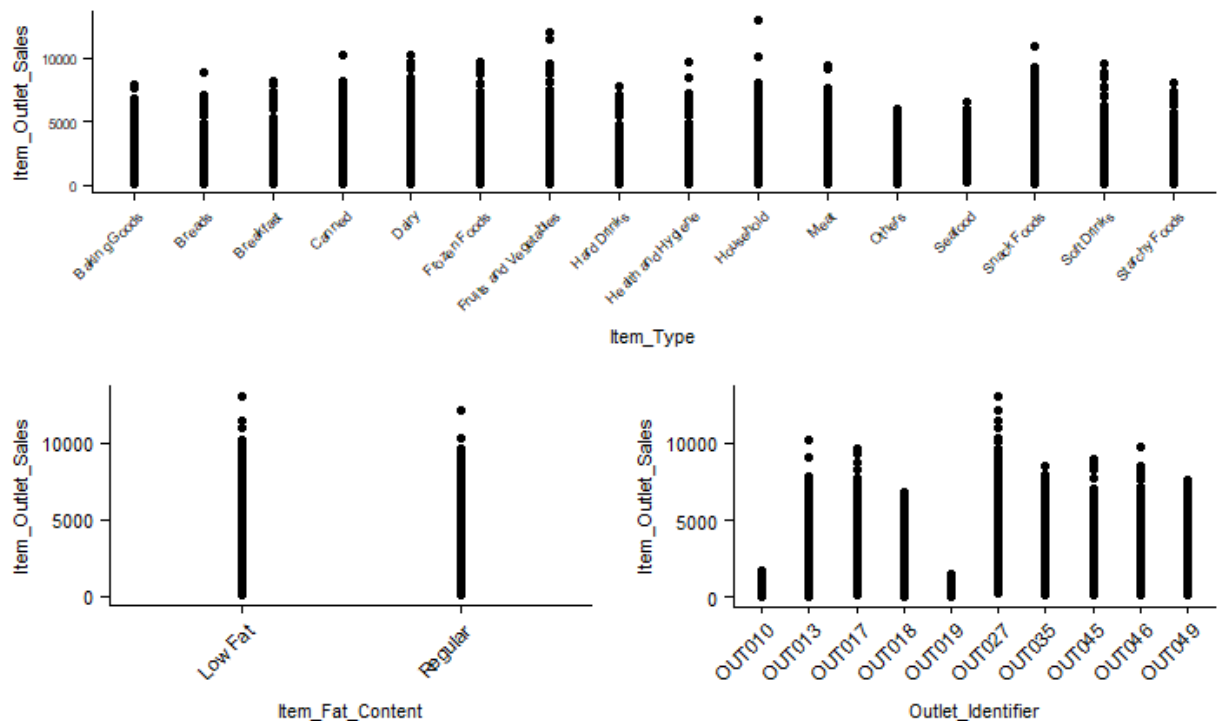 Item_Outlet_Sales
10000
5000
0
Baking Goods
Breads
Breakfast
Canned
Dairy
Frozen Foods
Fruits and Vegetables
Hard Drinks
Health and Hygiene
Household
Meat
Others
Seafood
Snack Foods
Soft Drinks
Starchy Foods
Item_Type
Item_Outlet_Sales
10000
5000
0
Low Fat
Regular
Item_Fat_Content
Item_Outlet_Sales
10000
5000
0
OUT010
OUT013
OUT017
OUT018
OUT019
OUT027
OUT035
OUT045
OUT046
OUT049
Outlet_Identifier